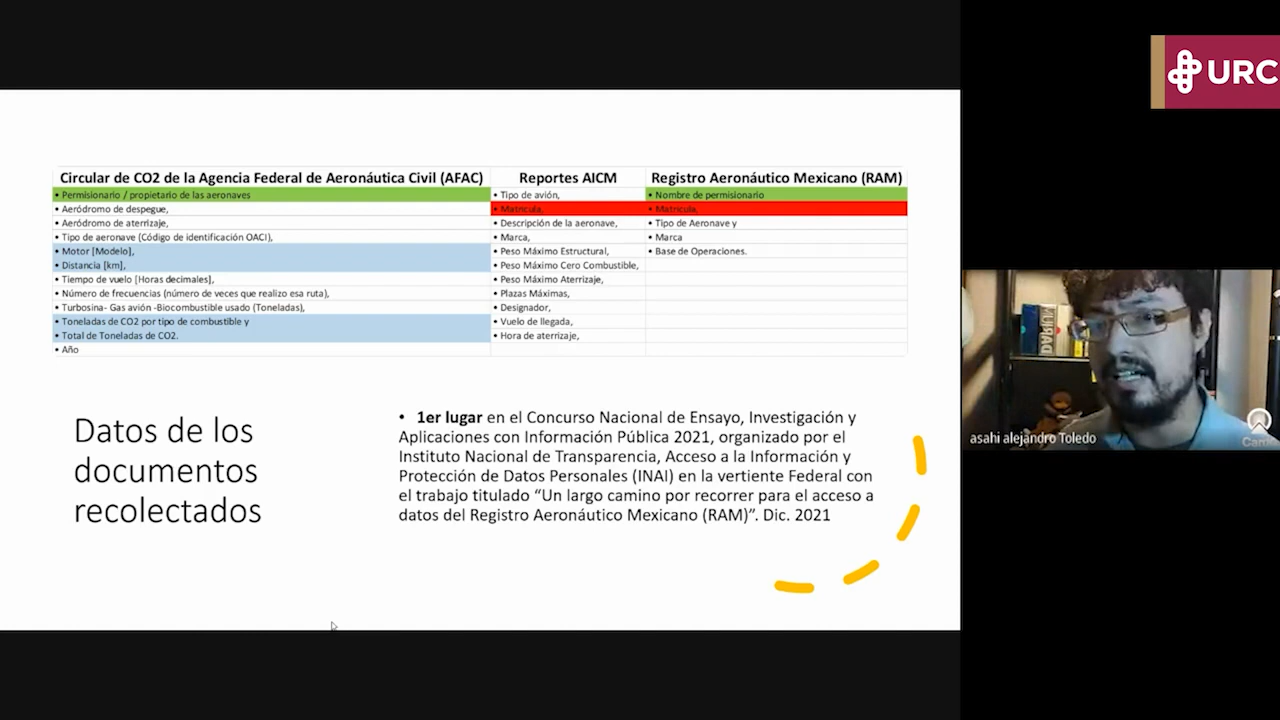 URC
Circular de CO2 de la Agencia Federal de Aeronáutica Civil (AFAC) Reportes AICM Registro Aeronáutico Mexicano (RAM)
• Permisionario / propietario de las aeronaves • Tipo de avión, • Nombre de permisionario
• Aeródromo de despegue, • Matricula, • Matricula,
• Aeródromo de aterrizaje, • Descripción de la aeronave, • Tipo de Aeronave y
• Tipo de aeronave (Código de identificación OACI), • Marca, • Marca
• Motor [Modelo], • Peso Máximo Estructural, • Base de Operaciones.
• Distancia [km], • Peso Máximo Cero Combustible,
• Tiempo de vuelo [Horas decimales], • Peso Máximo Aterrizaje,
• Número de frecuencias (número de veces que realizo esa ruta), • Plazas Máximas,
• Turbosina- Gas avión -Biocombustible usado (Toneladas), • Designador,
• Toneladas de CO2 por tipo de combustible y • Vuelo de llegada,
• Total de Toneladas de CO2. • Hora de aterrizaje,
• Año
Datos de los
documentos
recolectados
• 1er lugar en el Concurso Nacional de Ensayo, Investigación y
Aplicaciones con Información Pública 2021, organizado por el
Instituto Nacional de Transparencia, Acceso a la Información y
Protección de Datos Personales (INAI) en la vertiente Federal con
el trabajo titulado “Un largo camino por recorrer para el acceso a
datos del Registro Aeronáutico Mexicano (RAM)”. Dic. 2021
asahi alejandro Toledo